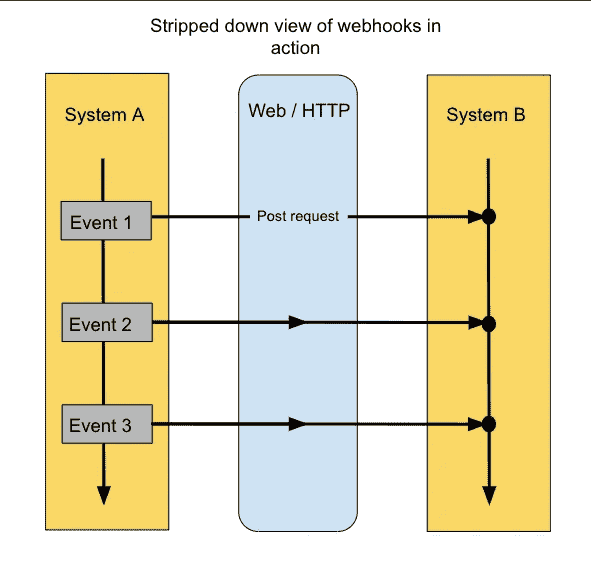 Stripped down view of webhooks in
action
System A
Web / HTTP
System B
Event 1
Post request
Event 2
Event 3